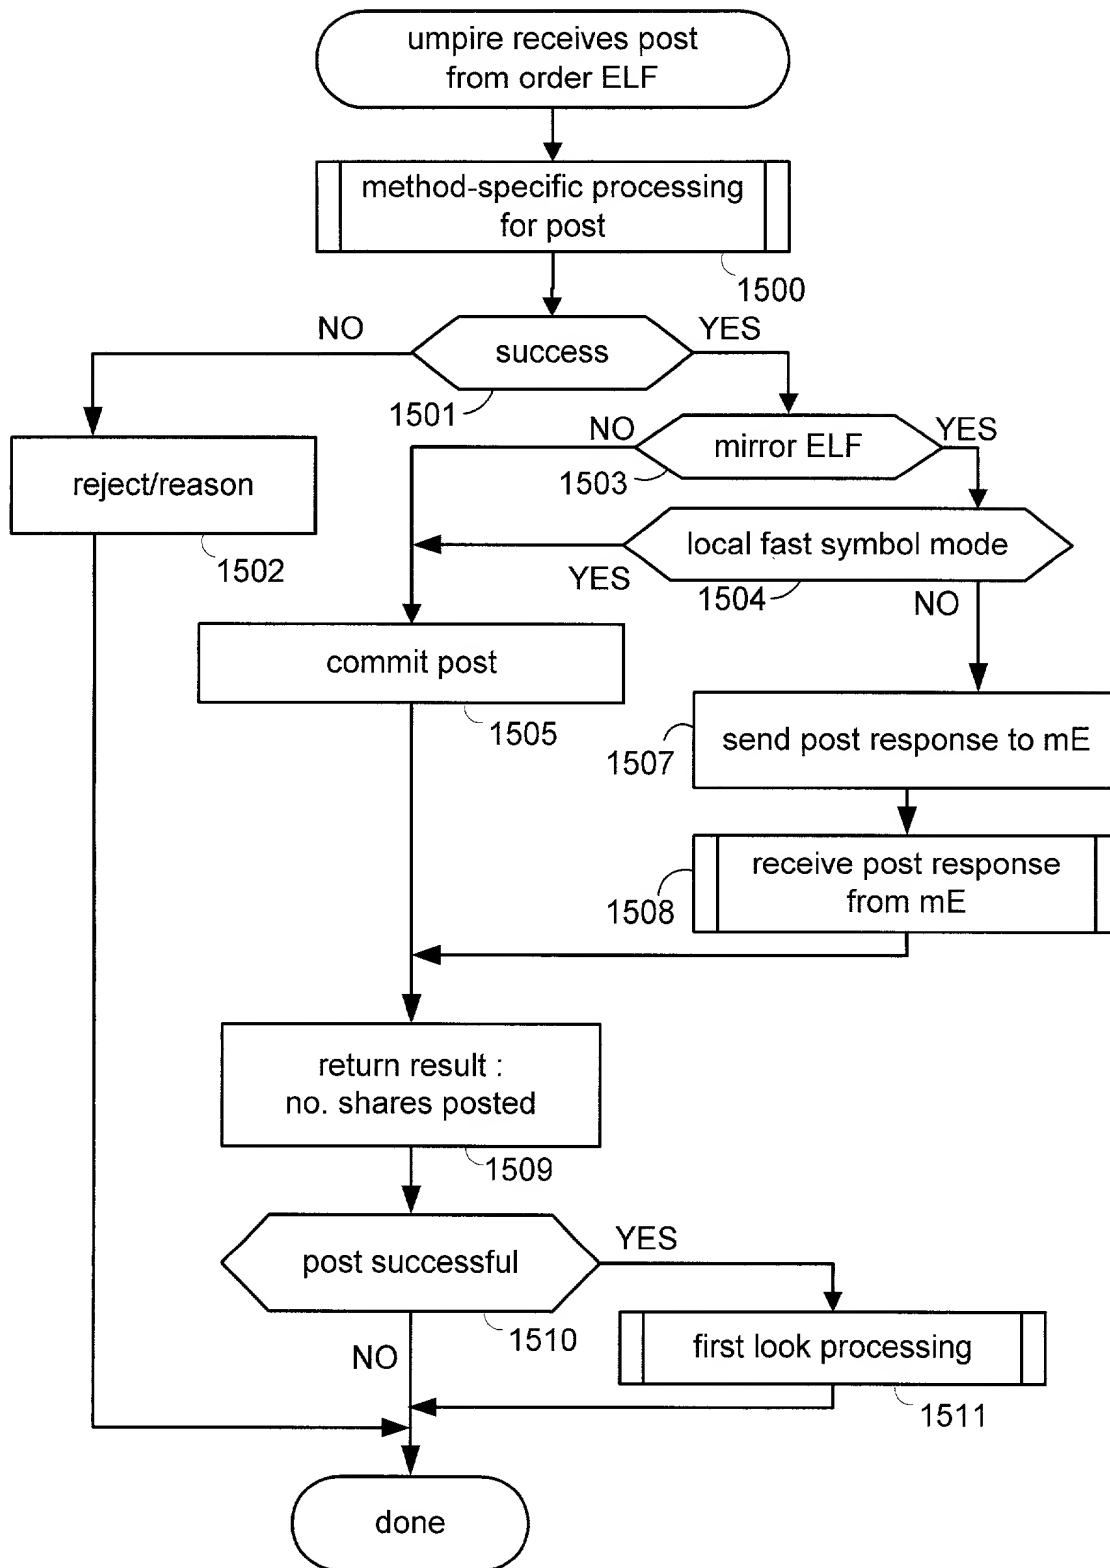 umpire receives post
from order ELF
method-specific processing
for post
1500
NO
YES
success
1501
NO
YES
mirror ELF
1503
reject/reason
1502
local fast symbol mode
YES
1504
NO
commit post
1505
send post response to mE
1507
receive post response
from mE
1508
return result :
no. shares posted
1509
YES
post successful
1510
NO
first look processing
1511
done